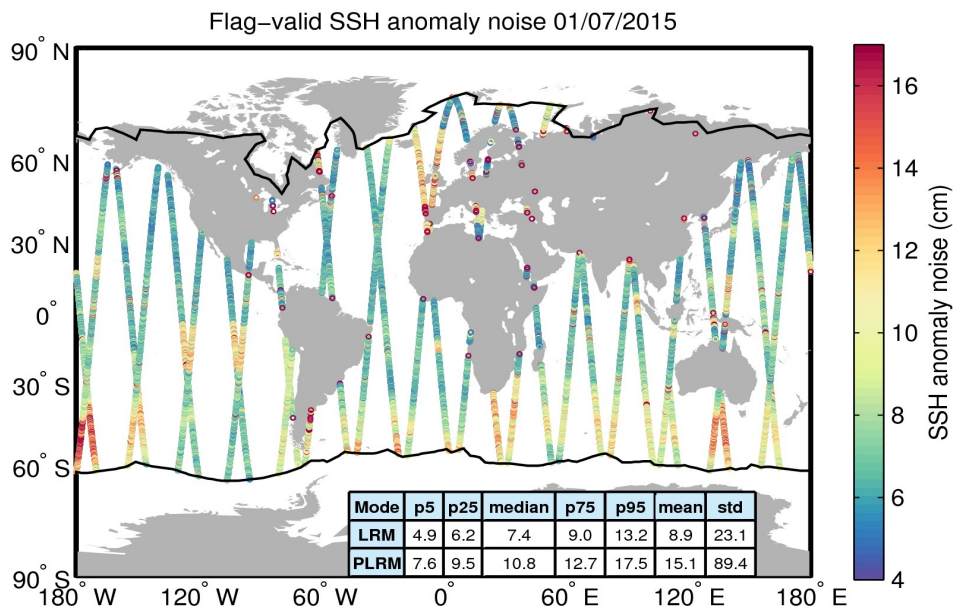 Flag−valid SSH anomaly noise 01/07/2015
90° N
60° N
30° N
0°
30° S
60° S
90° S
180° W 120° W 60° W 0° 60° E 120° E 180° E
Mode p5 p25 median p75 p95 mean std
LRM 4.9 6.2 7.4 9.0 13.2 8.9 23.1
PLRM 7.6 9.5 10.8 12.7 17.5 15.1 89.4
16
14
12
10
8
6
4
SSH anomaly noise (cm)